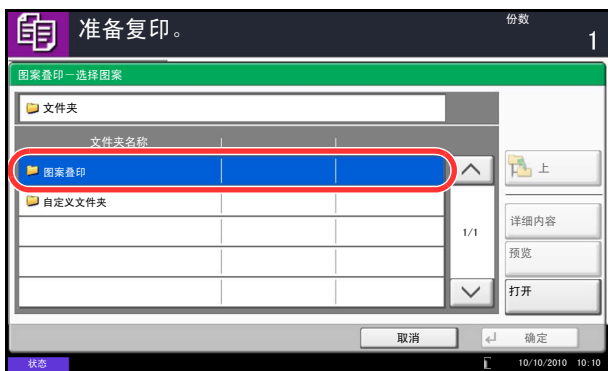 准备复印。
份数
1
图案叠印－选择图案
文件夹
文件夹名称
图案叠印
自定义文件夹
1/1
上
详细内容
预览
打开
取消
确定
状态
10/10/2010 10:10